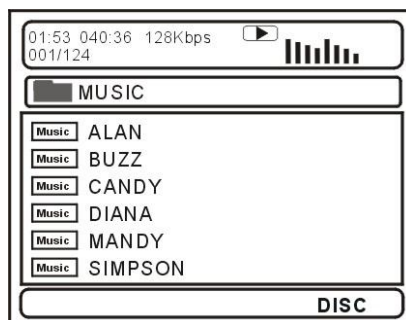 01:53 040:36 128Kbps
001/124
MUSIC
Music ALAN
Music BUZZ
Music CANDY
Music DIANA
Music MANDY
Music SIMPSON
DISC